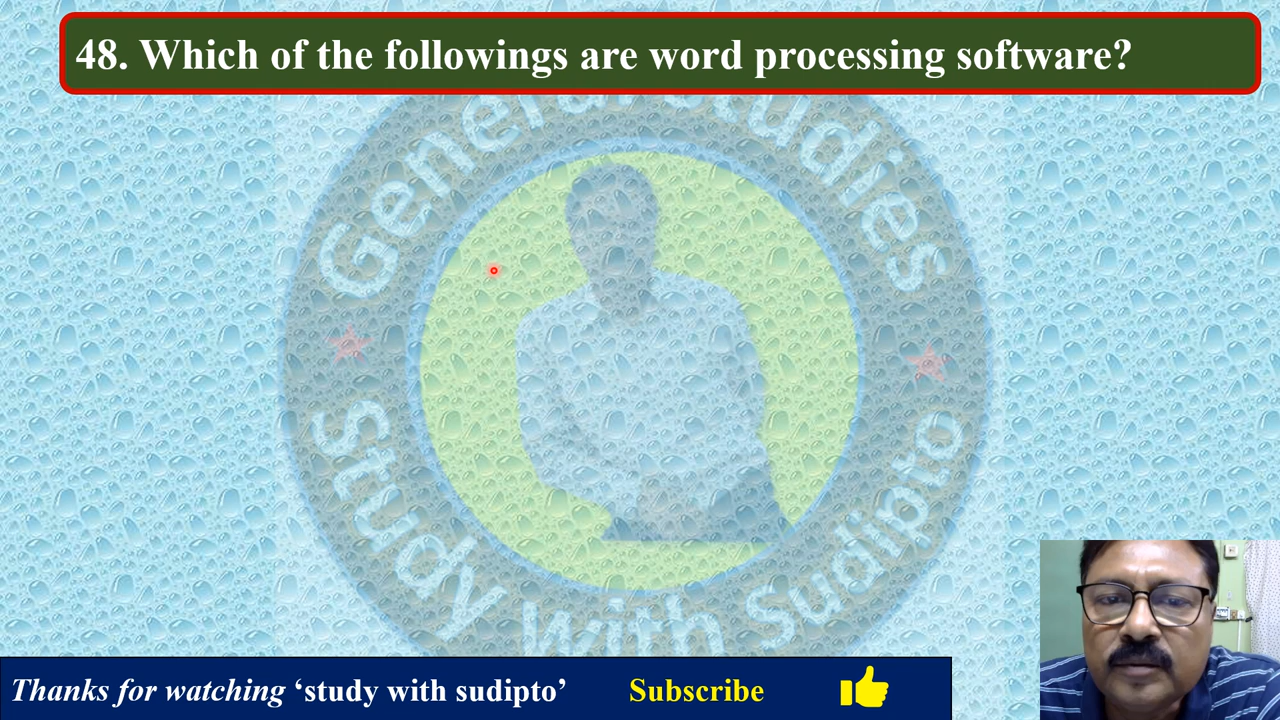 48. Which of the followings are word processing software?
General Studies
Study With Sudipto
Thanks for watching ‘study with sudipto’ Subscribe